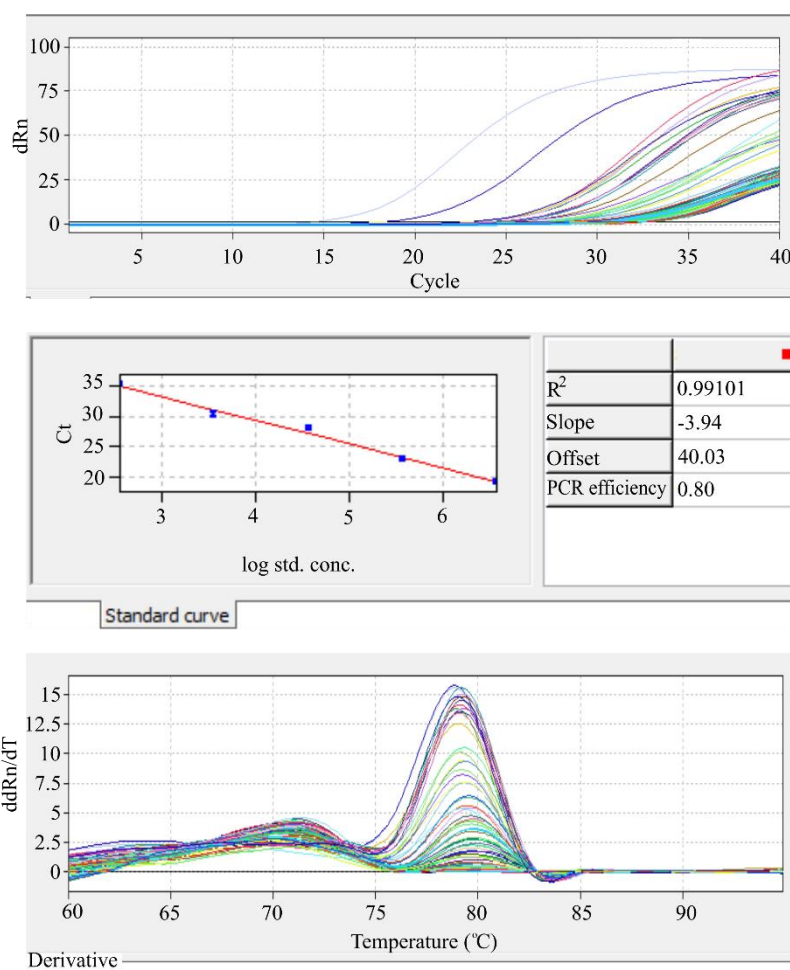 100
75
50
25
0
dRn
5 10 15 20 25 30 35 40
Cycle
35
30
25
20
Ct
3 4 5 6
log std. conc.
R² 0.99101
Slope -3.94
Offset 40.03
PCR efficiency 0.80
Standard curve
15
12.5
10
7.5
5
2.5
0
ddRn/dT
60 65 70 75 80 85 90
Temperature (℃)
Derivative